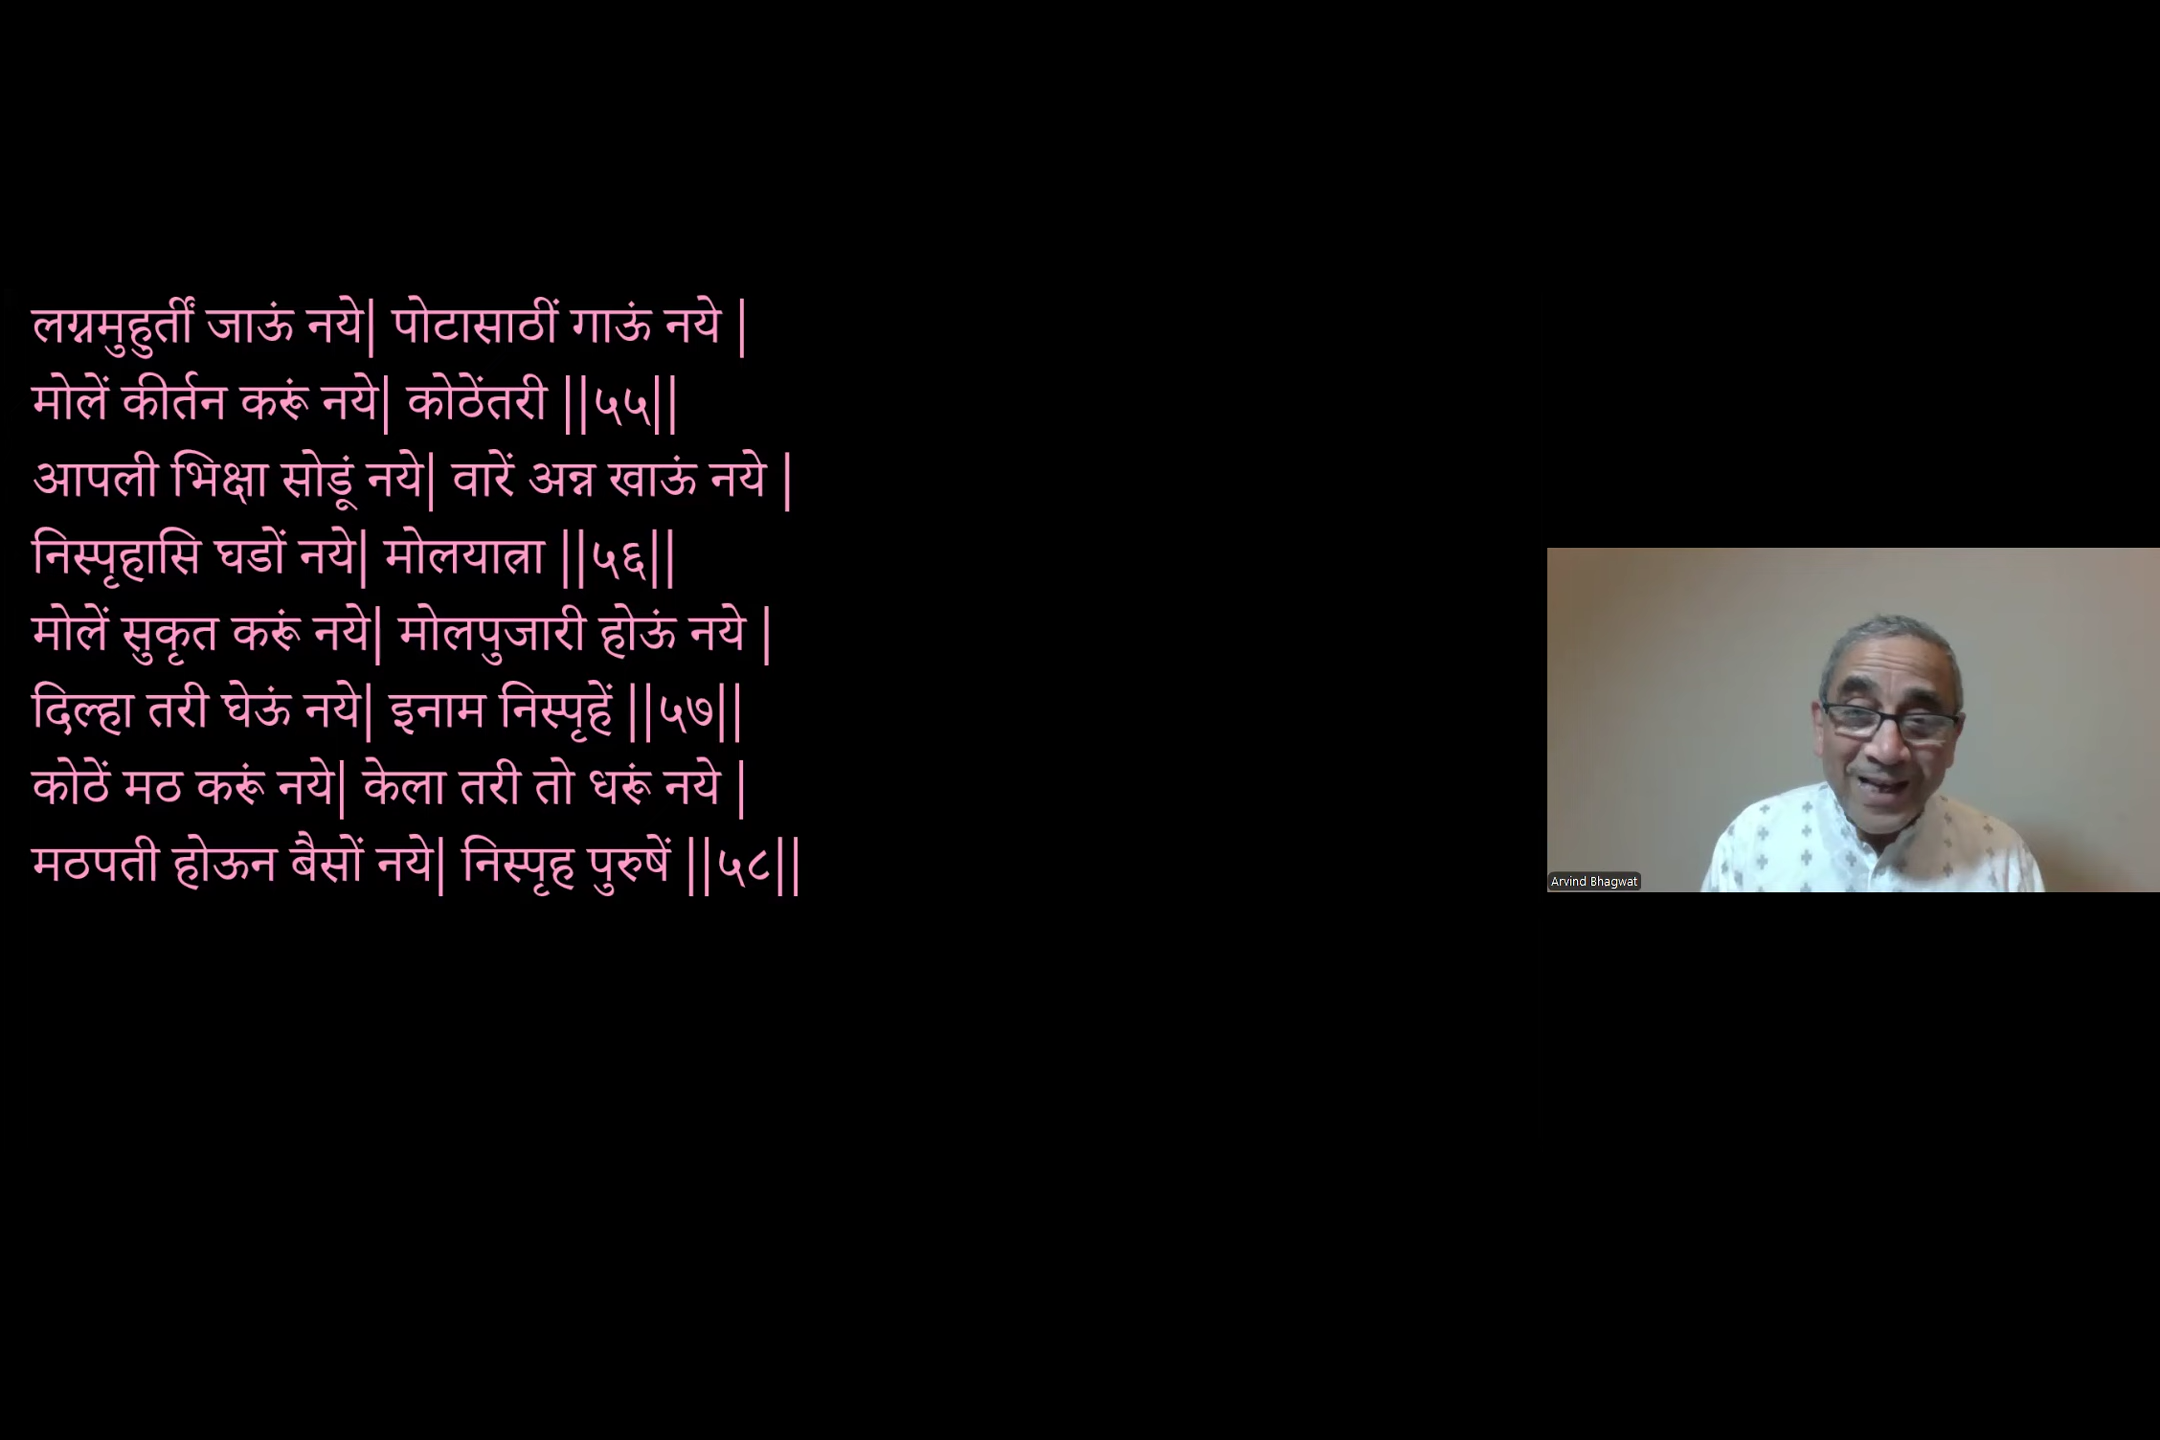 लग्नमुहुर्तीं जाऊं नये| पोटासाठीं गाऊं नये |
मोलें कीर्तन करूं नये| कोठेंतरी ||५५||
आपली भिक्षा सोडूं नये| वारें अन्न खाऊं नये |
निस्पृहासि घडों नये| मोलयात्रा ||५६||
मोलें सुकृत करूं नये| मोलपुजारी होऊं नये |
दिल्हा तरी घेऊं नये| इनाम निस्पृहें ||५७||
कोठें मठ करूं नये| केला तरी तो धरूं नये |
मठपती होऊन बैसों नये| निस्पृह पुरुषें ||५८||
Arvind Bhagwat